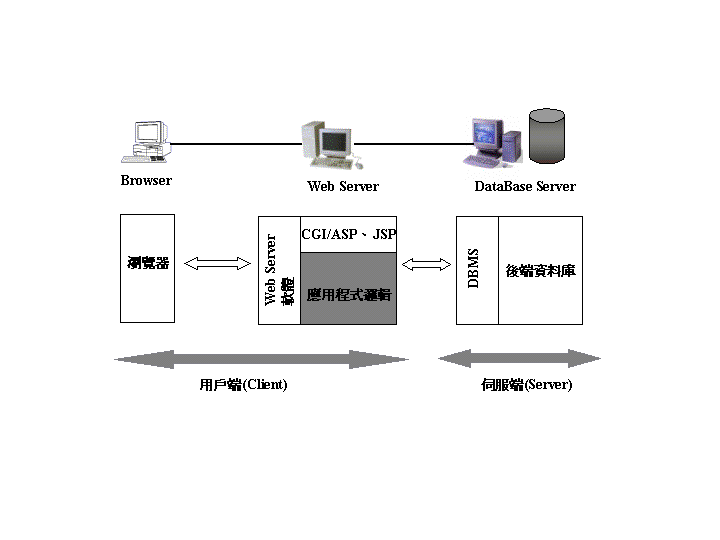 Browser
Web Server
DataBase Server
瀏覽器
Web Server
軟體
CGI/ASP、JSP
應用程式邏輯
DBMS
後端資料庫
用戶端(Client)
伺服端(Server)